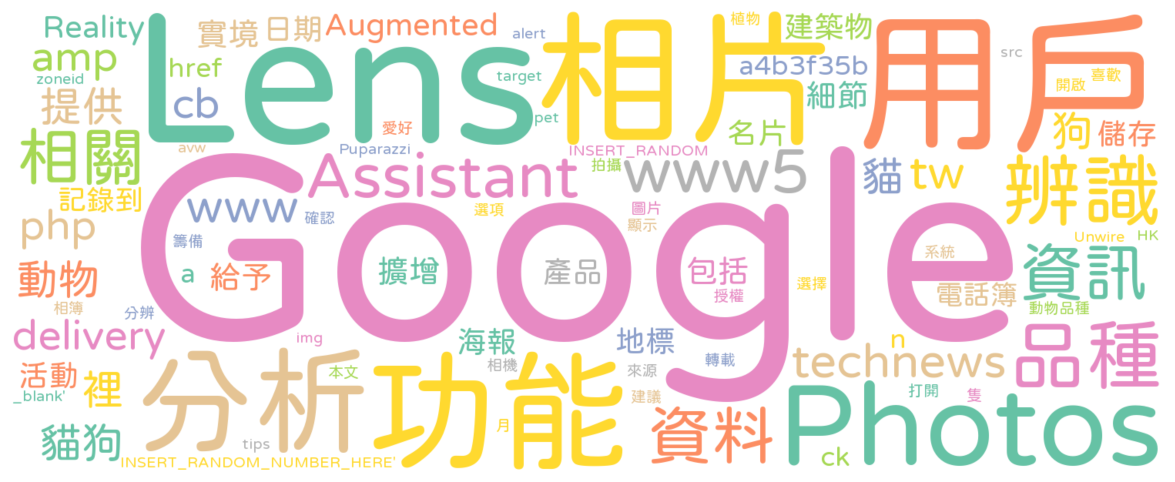 Reality
實境
日期
Augmented
alert
植物
建築物
src
amp
zoneid
href
cb
Lens
target
pet
相片
a4b3f35b
細節
用戶
開啟
喜歡
提供
相關
avw
愛好
Puparazzi
INSERT_RANDOM
拍攝
名片
狗
儲存
記錄到
www
Assistant
www5
貓
tw
辨識
確認
選項
圖片
顯示
Unwire
HK
php
籌備
Google
系統
動物
a
給予
擴增
產品
包括
授權
選擇
電話簿
資訊
動物品種
相簿
分辨
delivery
img
海報
相機
地標
來源
轉載
n
technews
品種
活動
_blank'
裡
分析
本文
功能
月
建議
打開
隻
貓狗
tips
INSERT_RANDOM_NUMBER_HERE'
資料
Photos
ck